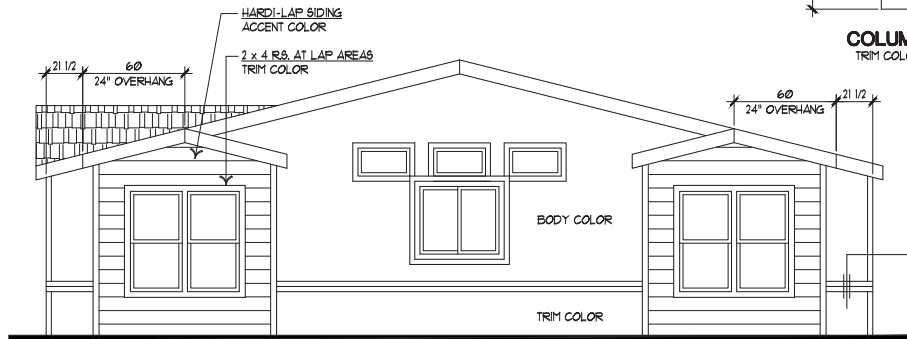 HARDI-LAP SIDING
ACCENT COLOR
2 x 4 R.S. AT LAP AREAS
TRIM COLOR
21 1/2
60
24" OVERHANG
60
21 1/2
24" OVERHANG
BODY COLOR
TRIM COLOR
COLUM
TRIM COLO